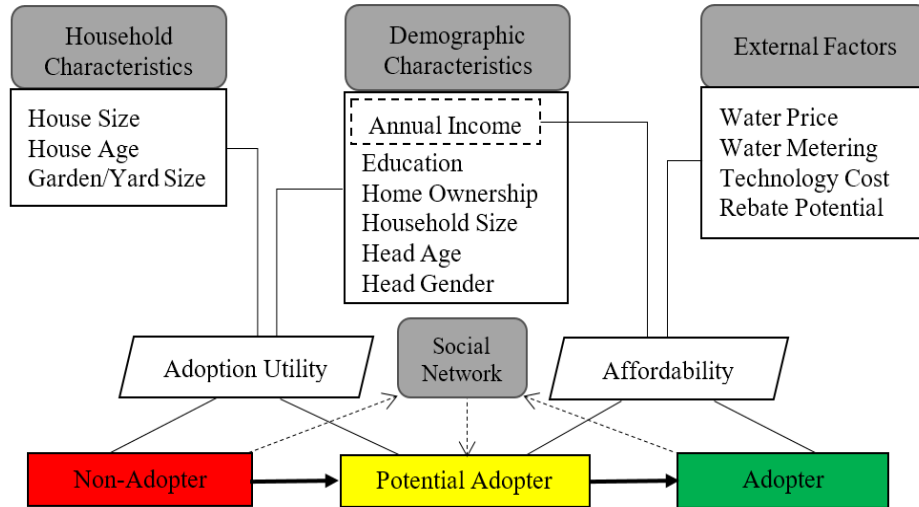 Household
Characteristics
House Size
House Age
Garden/Yard Size
Demographic
Characteristics
Annual Income
Education
Home Ownership
Household Size
Head Age
Head Gender
External Factors
Water Price
Water Metering
Technology Cost
Rebate Potential
Adoption Utility
Social
Network
Affordability
Non-Adopter
Potential Adopter
Adopter